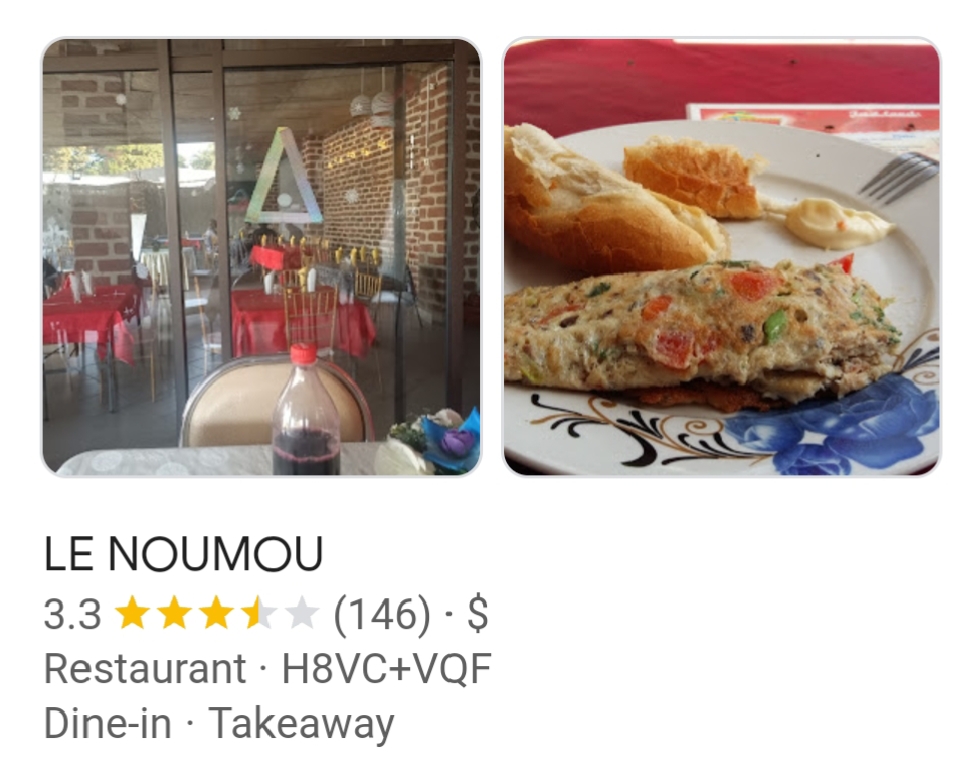 LE NOUMOU
3.3 (146) · $
Restaurant · H8VC+VQF
Dine-in · Takeaway